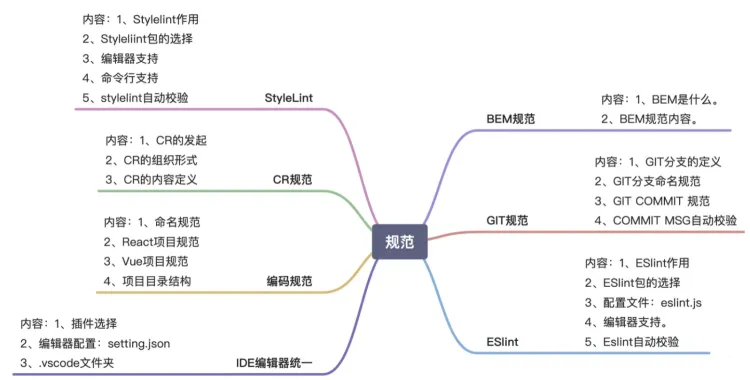 内容：1、Stylelint作用
2、Styleliint包的选择
3、编辑器支持
4、命令行支持
5、stylelint自动校验
StyleLint
内容：1、CR的发起
2、CR的组织形式
3、CR的内容定义
CR规范
内容：1、命名规范
2、React项目规范
3、Vue项目规范
4、项目目录结构
编码规范
内容：1、插件选择
2、编辑器配置：setting.json
3、.vscode文件夹
IDE编辑器统一
规范
BEM规范
内容：1、BEM是什么。
2、BEM规范内容。
GIT规范
内容：1、GIT分支的定义
2、GIT分支命名规范
3、GIT COMMIT 规范
4、COMMIT MSG自动校验
ESlint
内容：1、ESlint作用
2、ESlint包的选择
3、配置文件：eslint.js
4、编辑器支持。
5、Eslint自动校验